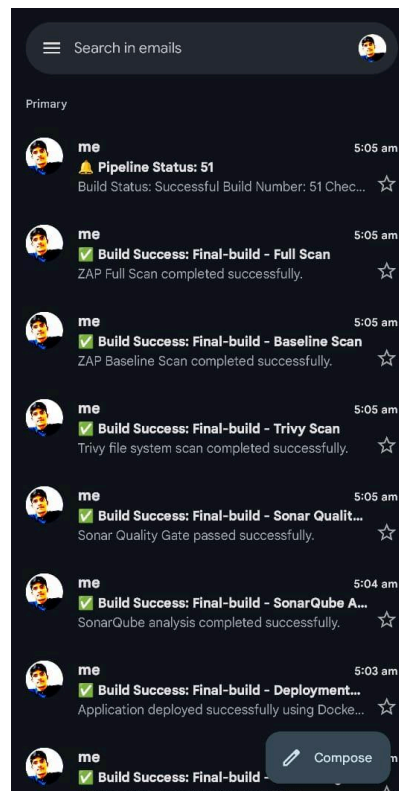 Search in emails
Primary
me 5:05 am
🔔 Pipeline Status: 51
Build Status: Successful Build Number: 51 Chec...
me 5:05 am
✅ Build Success: Final-build - Full Scan
ZAP Full Scan completed successfully.
me 5:05 am
✅ Build Success: Final-build - Baseline Scan
ZAP Baseline Scan completed successfully.
me 5:05 am
✅ Build Success: Final-build - Trivy Scan
Trivy file system scan completed successfully.
me 5:05 am
✅ Build Success: Final-build - Sonar Qualit...
Sonar Quality Gate passed successfully.
me 5:04 am
✅ Build Success: Final-build - SonarQube A...
SonarQube analysis completed successfully.
me 5:03 am
✅ Build Success: Final-build - Deployment...
Application deployed successfully using Docke...
me
Compose
✅ Build Success: Final-build -